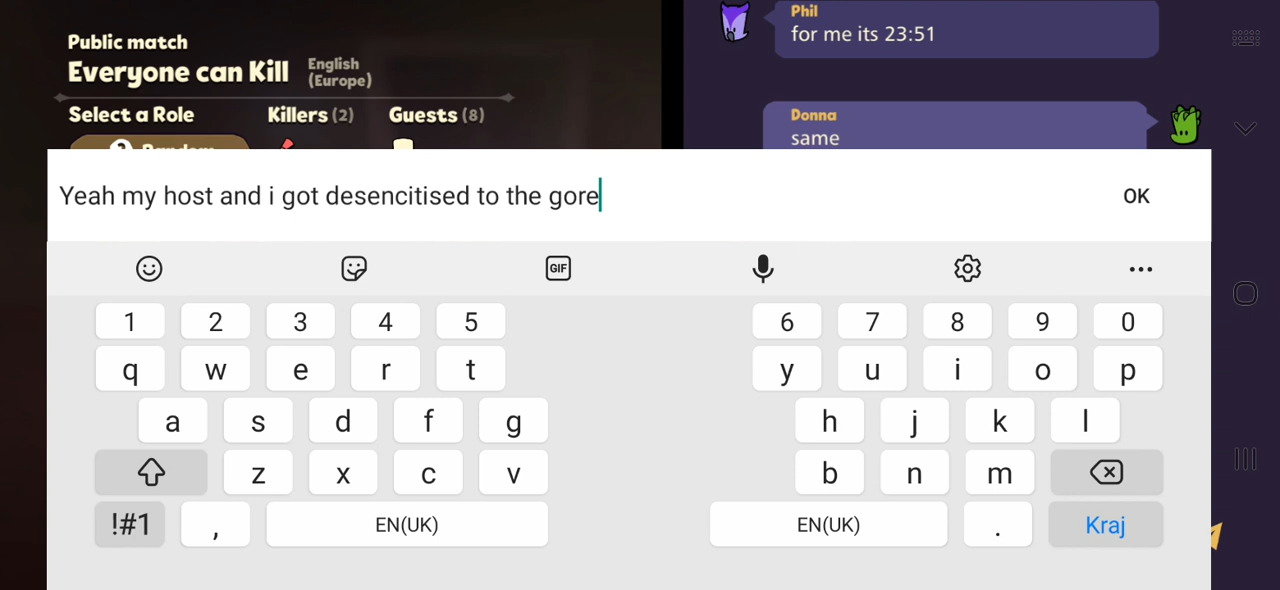 Public match
Everyone can Kill
English
(Europe)
Select a Role
Killers (2)
Guests (8)
Random
Phil
for me its 23:51
Donna
same
Yeah my host and i got desencitised to the gore
OK
GIF
1 2 3 4 5 6 7 8 9 0
q w e r t y u i o p
a s d f g h j k l
z x c v b n m
!#1 , EN(UK) EN(UK) . Kraj